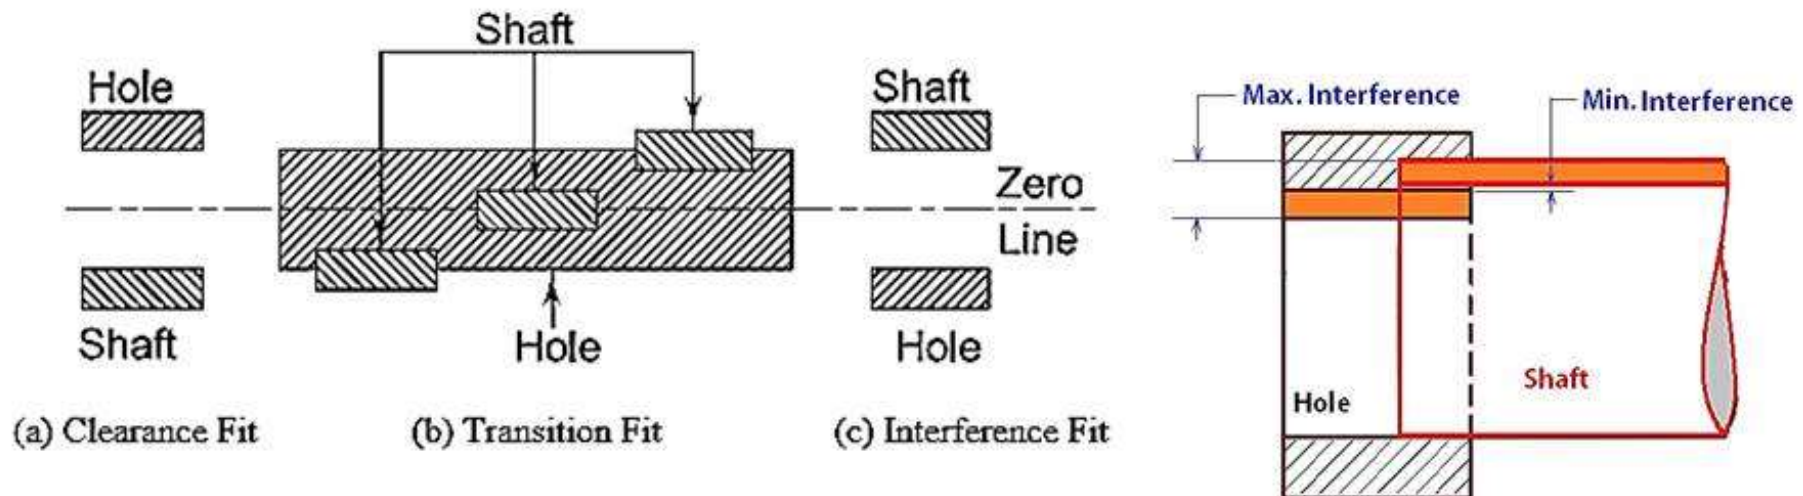 Shaft
Hole
Shaft
Zero
Line
Shaft
Hole
Hole
(a) Clearance Fit
(b) Transition Fit
(c) Interference Fit
Max. Interference
Min. Interference
Shaft
Hole